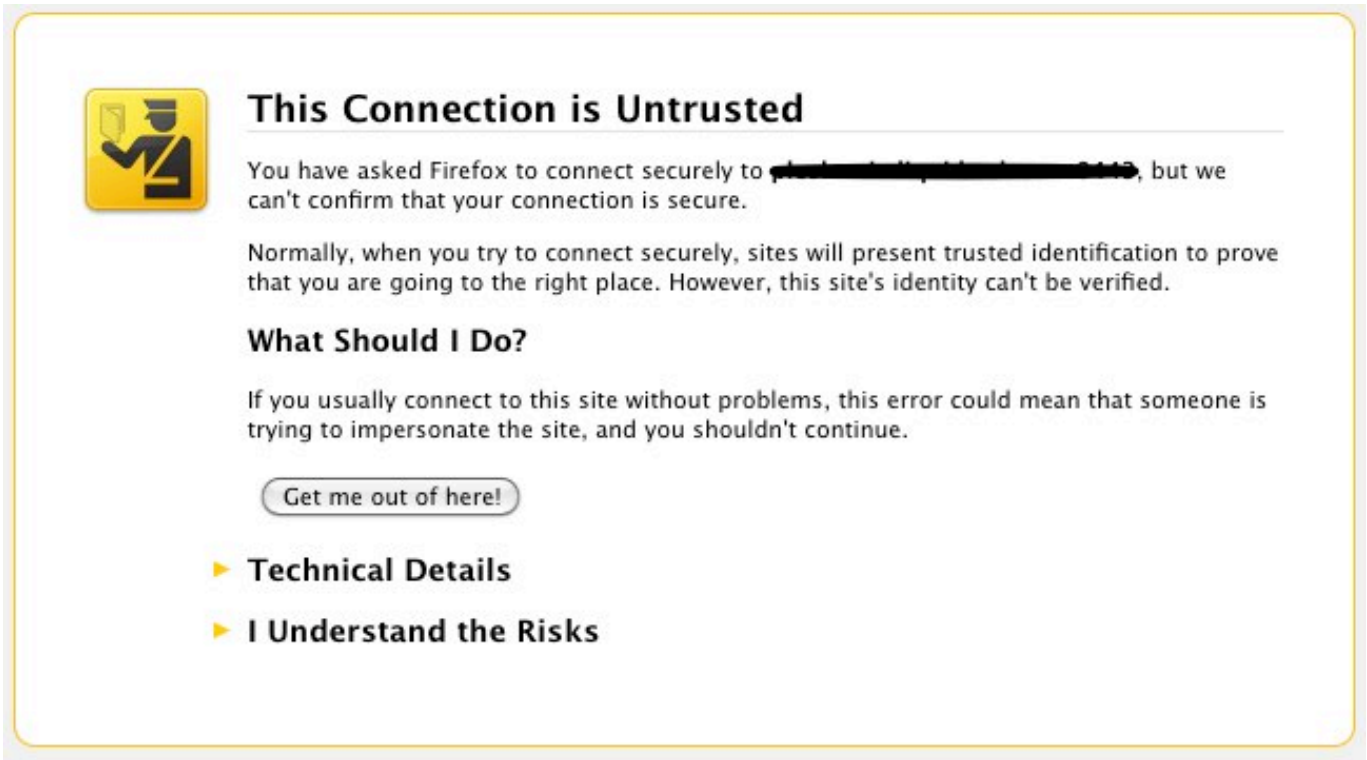 This Connection is Untrusted
You have asked Firefox to connect securely to , but we
can't confirm that your connection is secure.
Normally, when you try to connect securely, sites will present trusted identification to prove
that you are going to the right place. However, this site's identity can't be verified.
What Should I Do?
If you usually connect to this site without problems, this error could mean that someone is
trying to impersonate the site, and you shouldn't continue.
Get me out of here!
Technical Details
I Understand the Risks